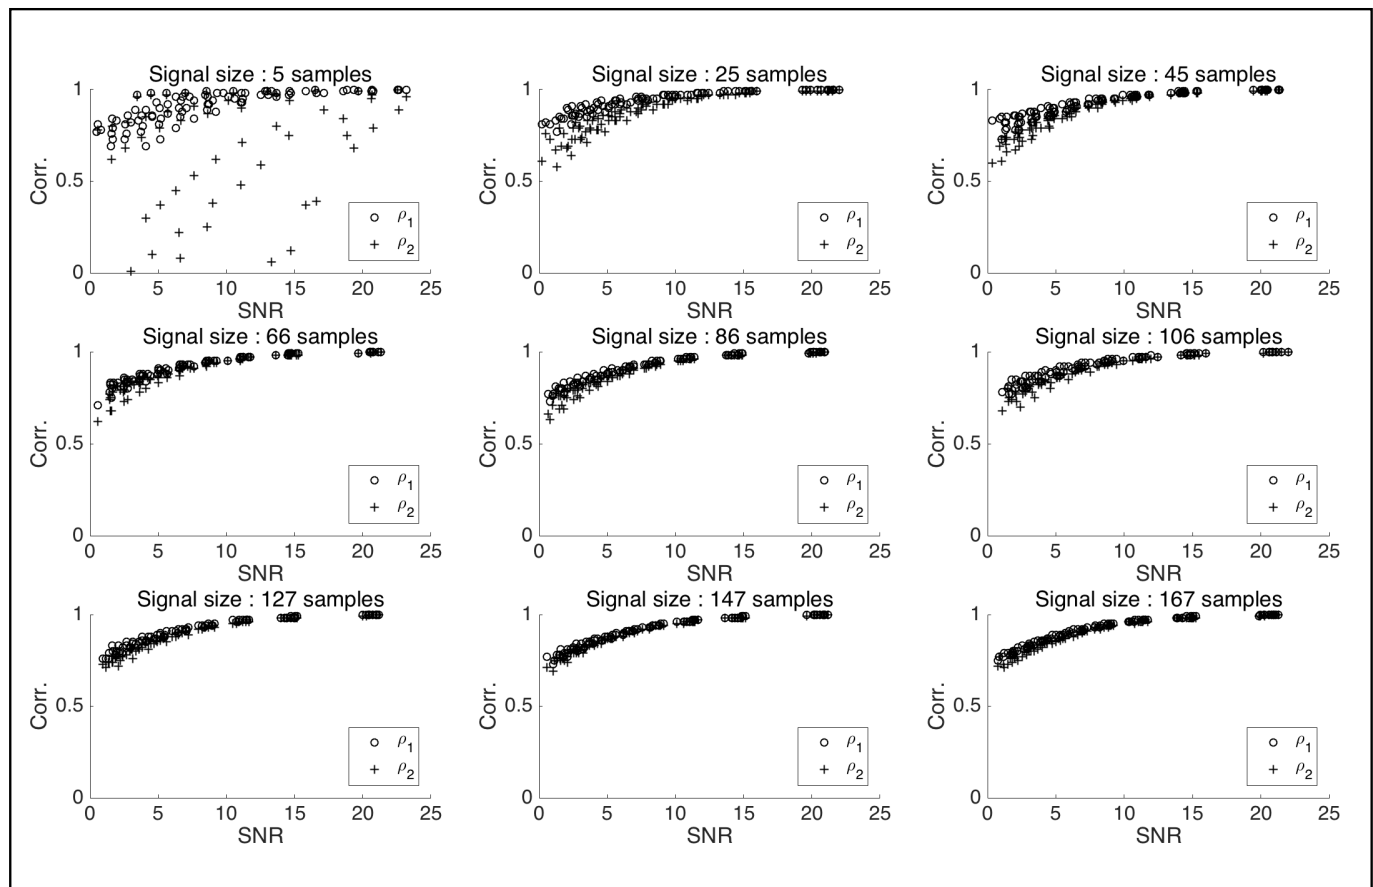 Signal size : 5 samples
1
0.5
0
Corr.
0 5 10 15 20 25
SNR
ρ1
ρ2
Signal size : 25 samples
1
0.5
0
Corr.
0 5 10 15 20 25
SNR
ρ1
ρ2
Signal size : 45 samples
1
0.5
0
Corr.
0 5 10 15 20 25
SNR
ρ1
ρ2
Signal size : 66 samples
1
0.5
0
Corr.
0 5 10 15 20 25
SNR
ρ1
ρ2
Signal size : 86 samples
1
0.5
0
Corr.
0 5 10 15 20 25
SNR
ρ1
ρ2
Signal size : 106 samples
1
0.5
0
Corr.
0 5 10 15 20 25
SNR
ρ1
ρ2
Signal size : 127 samples
1
0.5
0
Corr.
0 5 10 15 20 25
SNR
ρ1
ρ2
Signal size : 147 samples
1
0.5
0
Corr.
0 5 10 15 20 25
SNR
ρ1
ρ2
Signal size : 167 samples
1
0.5
0
Corr.
0 5 10 15 20 25
SNR
ρ1
ρ2